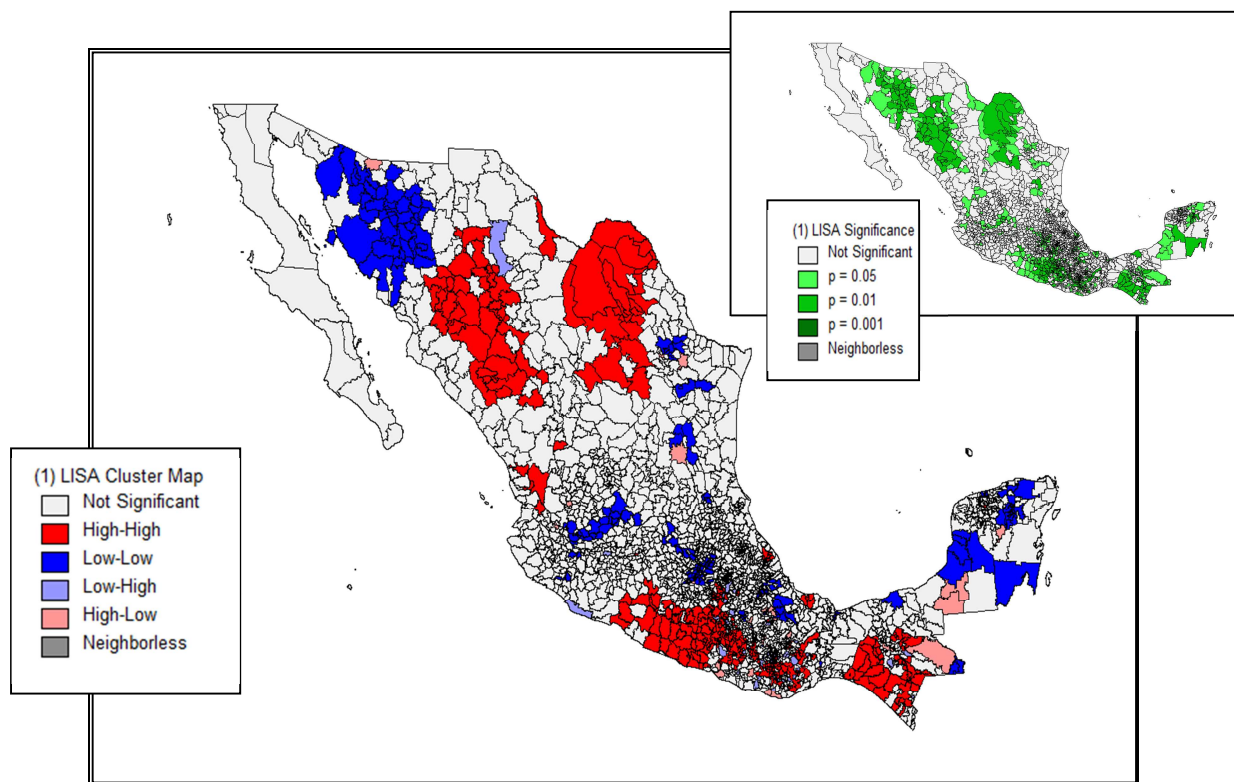 (1) LISA Significance
Not Significant
p = 0.05
p = 0.01
p = 0.001
Neighborless
(1) LISA Cluster Map
Not Significant
High-High
Low-Low
Low-High
High-Low
Neighborless